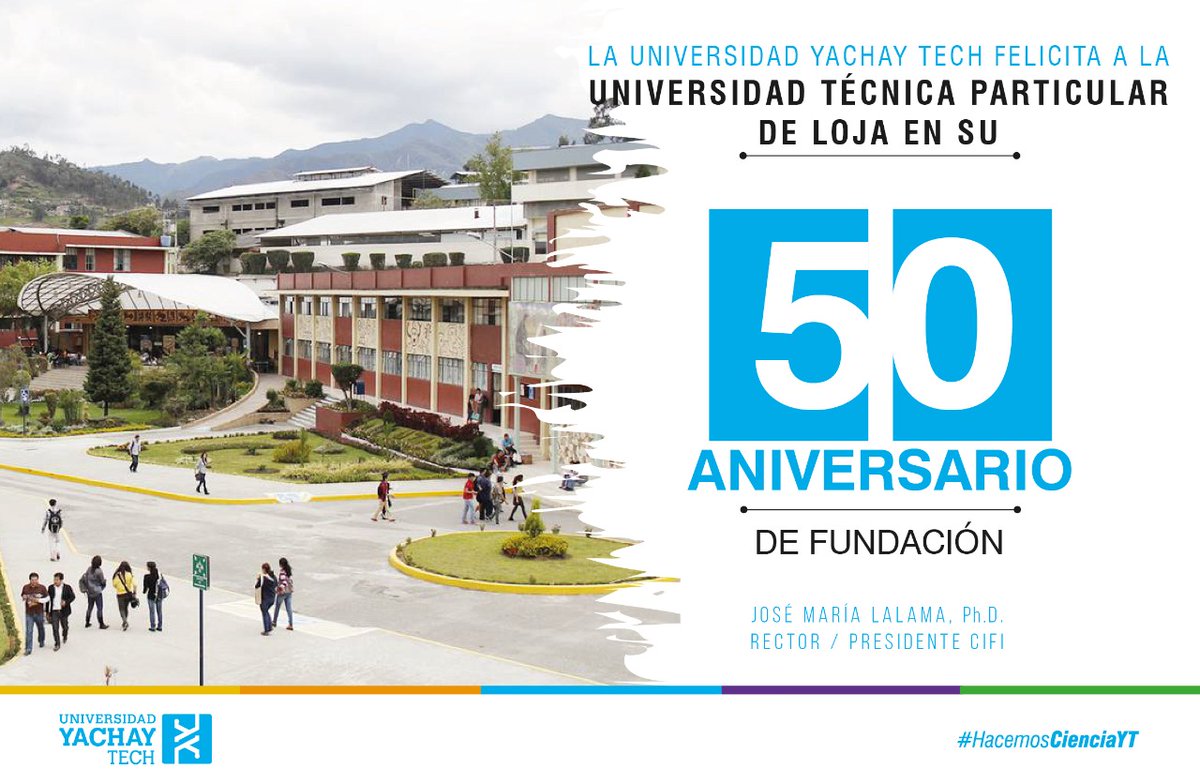 LA UNIVERSIDAD YACHAY TECH FELICITA A LA
UNIVERSIDAD TÉCNICA PARTICULAR
DE LOJA EN SU
50
ANIVERSARIO
DE FUNDACIÓN
JOSÉ MARÍA LALAMA, Ph.D.
RECTOR / PRESIDENTE CIFI
UNIVERSIDAD
YACHAY
TECH
#HacemosCienciaYT